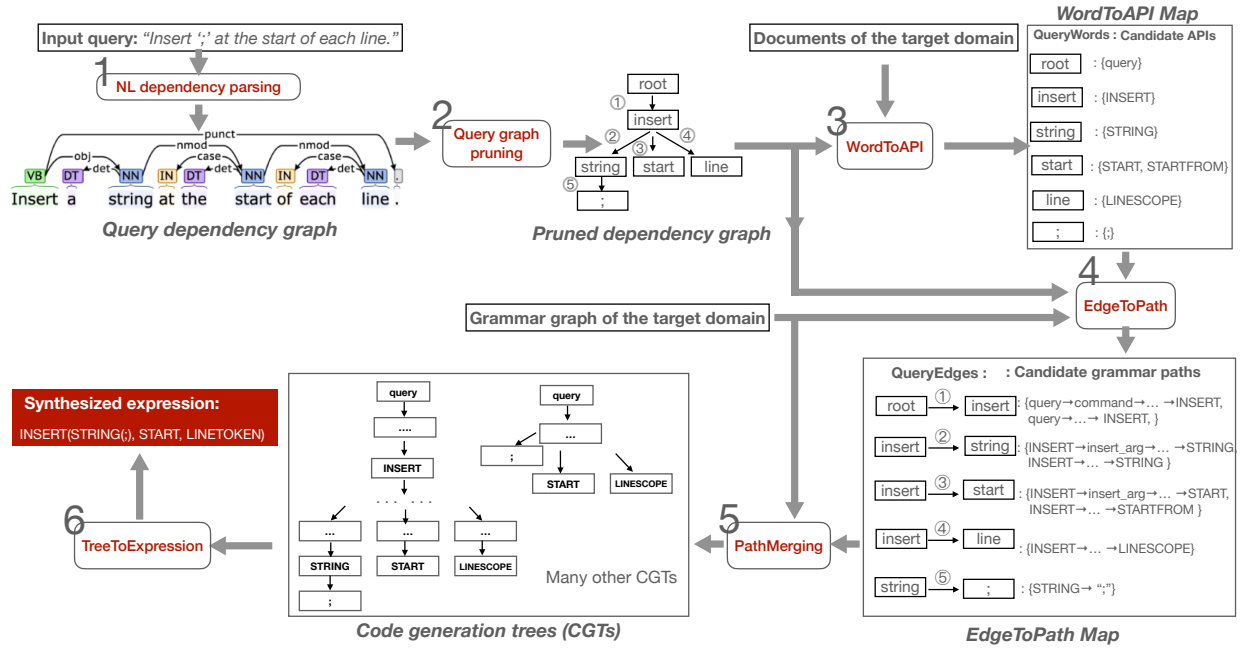 WordToAPI Map
Input query: “Insert ‘;’ at the start of each line.”
1
NL dependency parsing
punct
nmod
nmod
obj
case
case
det
det
det
VB DT NN IN DT NN IN DT NN .
Insert a string at the start of each line .
Query dependency graph
2
Query graph
pruning
root
①
insert
② ③ ④
string start line
⑤
;
Pruned dependency graph
Documents of the target domain
3
WordToAPI
QueryWords : Candidate APIs
root : {query}
insert : {INSERT}
string : {STRING}
start : {START, STARTFROM}
line : {LINESCOPE}
; : {;}
4
EdgeToPath
Grammar graph of the target domain
QueryEdges : : Candidate grammar paths
root ① insert : {query→command→... →INSERT,
query→...→ INSERT, }
insert ② string : {INSERT→insert_arg→... →STRING,
INSERT→... →STRING }
insert ③ start : {INSERT→insert_arg→... →START,
INSERT→... →STARTFROM }
insert ④ line : {INSERT→... →LINESCOPE}
string ⑤ ; : {STRING→ “;”}
EdgeToPath Map
5
PathMerging
query
....
INSERT
. . . . .
... ... ...
STRING START LINESCOPE
;
query
...
;
START LINESCOPE
Many other CGTs
Code generation trees (CGTs)
6
TreeToExpression
Synthesized expression:
INSERT(STRING(;), START, LINETOKEN)